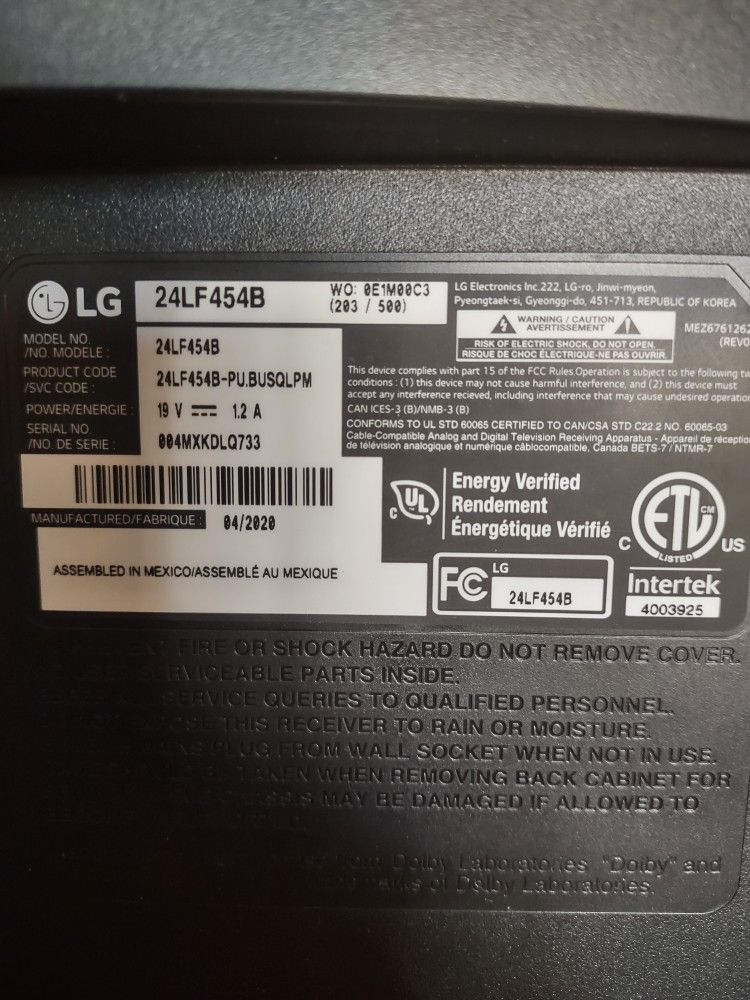 LG
24LF454B
WO: 0E1M00C3
(203 / 500)
LG Electronics Inc.222, LG-ro, Jinwi-myeon,
Pyeongtaek-si, Gyeonggi-do, 451-713, REPUBLIC OF KOREA
WARNING / CAUTION
AVERTISSEMENT
RISK OF ELECTRIC SHOCK, DO NOT OPEN.
RISQUE DE CHOC ÉLECTRIQUE-NE PAS OUVRIR.
MEZ6761262
(REV0
MODEL NO.
/NO. MODELE :
24LF454B
PRODUCT CODE
/SVC CODE :
24LF454B-PU.BUSQLPM
POWER/ENERGIE :
19 V 1.2 A
SERIAL NO.
/NO. DE SERIE :
004MXKDLQ733
This device complies with part 15 of the FCC Rules.Operation is subject to the following tw
conditions : (1) this device may not cause harmful interference, and (2) this device must
accept any interference recieved, including interference that may cause undesired operation
CAN ICES-3 (B)/NMB-3 (B)
CONFORMS TO UL STD 60065 CERTIFIED TO CAN/CSA STD C22.2 NO. 60065-03
Cable-Compatible Analog and Digital Television Receiving Apparatus - Appareil de réceptio
de télévision analogique et numérique câblocompatible, Canada BETS-7 / NTMR-7
MANUFACTURED/FABRIQUE :
04/2020
ASSEMBLED IN MEXICO/ASSEMBLÉ AU MEXIQUE
C UL
Energy Verified
Rendement
Énergétique Vérifié
FC
LG
24LF454B
C ETL CM US
LISTED
Intertek
4003925
FIRE OR SHOCK HAZARD DO NOT REMOVE COVER.
SERVICEABLE PARTS INSIDE.
SERVICE QUERIES TO QUALIFIED PERSONNEL.
THIS RECEIVER TO RAIN OR MOISTURE.
PLUG FROM WALL SOCKET WHEN NOT IN USE.
TAKEN WHEN REMOVING BACK CABINET FOR
MAY BE DAMAGED IF ALLOWED TO
from Dolby Laboratories. "Dolby" and
of Dolby Laboratories.